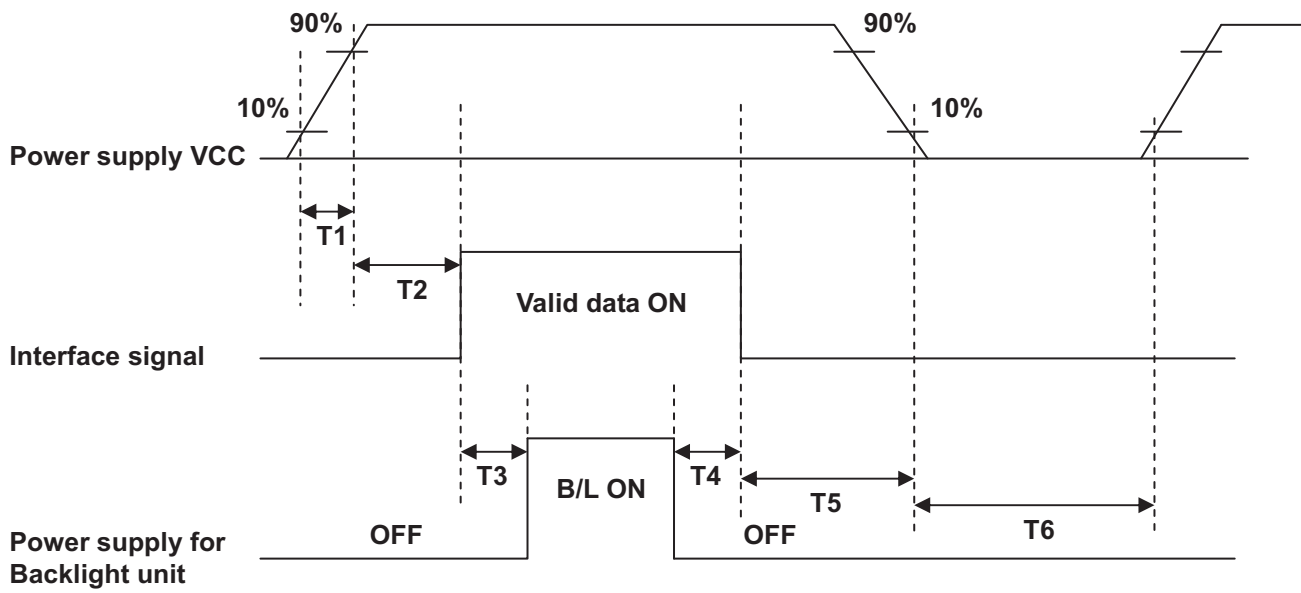 90%
90%
10%
10%
Power supply VCC
T1
T2
Valid data ON
Interface signal
T3
T4
B/L ON
T5
T6
OFF
OFF
Power supply for
Backlight unit